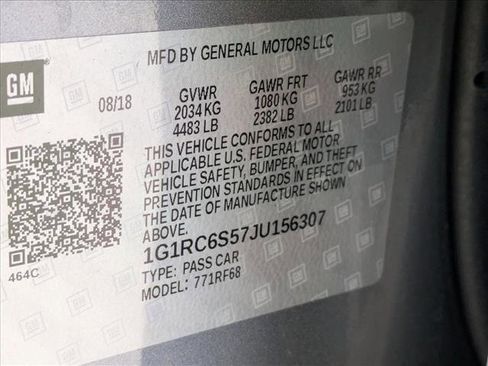 MFD BY GENERAL MOTORS LLC
GM
08/18
GVWR GAWR FRT GAWR RR
2034 KG 1080 KG 953 KG
4483 LB 2382 LB 2101 LB
THIS VEHICLE CONFORMS TO ALL
APPLICABLE U.S. FEDERAL MOTOR
VEHICLE SAFETY, BUMPER, AND THEFT
PREVENTION STANDARDS IN EFFECT ON
THE DATE OF MANUFACTURE SHOWN
ABOVE.
1G1RC6S57JU156307
464C
TYPE: PASS CAR
MODEL: 771RF68